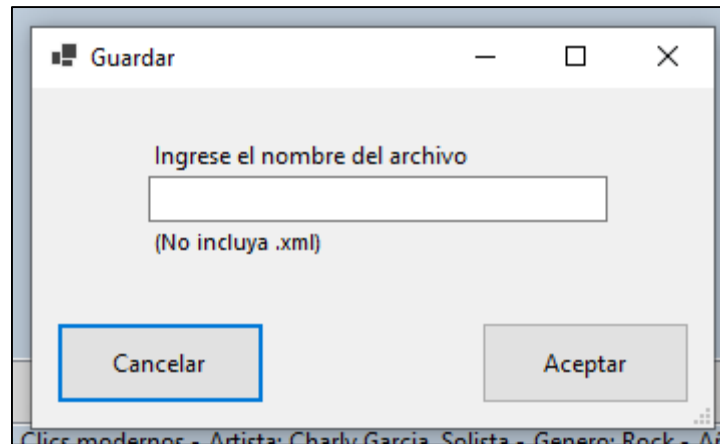 Guardar
Ingrese el nombre del archivo
(No incluya .xml)
Cancelar
Aceptar
Clics modernos - Artista: Charly Garcia, Solista - Genero: Rock -